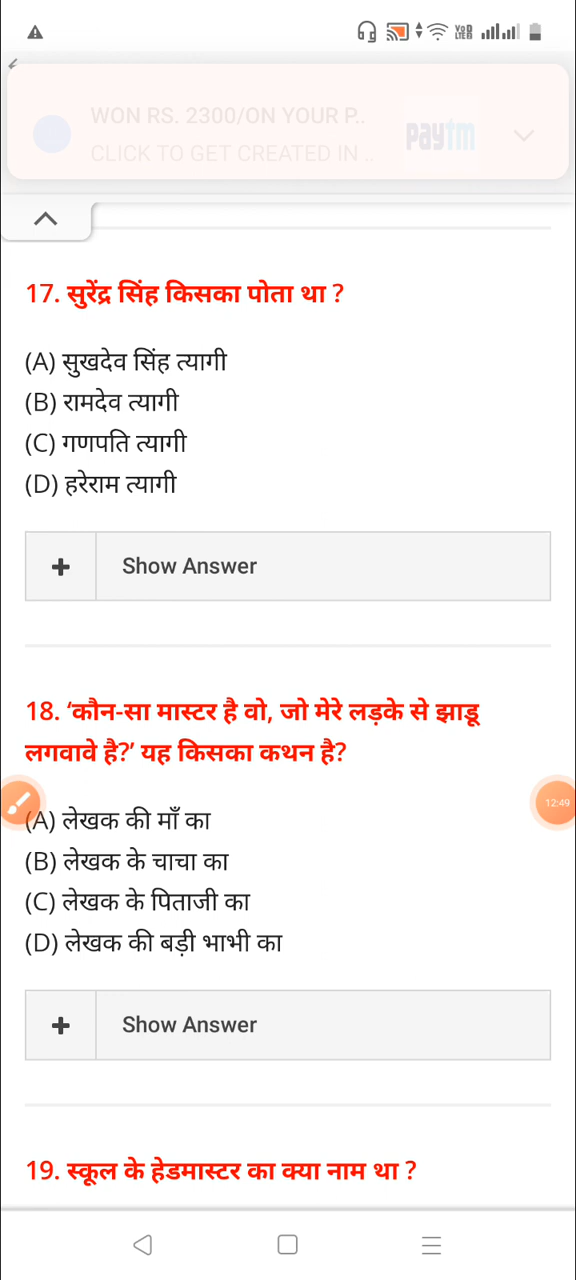 VoD
LTED
WON RS. 2300/ON YOUR P..
paytm
CLICK TO GET CREATED IN ..
17. सुरेंद्र सिंह किसका पोता था ?
(A) सुखदेव सिंह त्यागी
(B) रामदेव त्यागी
(C) गणपति त्यागी
(D) हरेराम त्यागी
+ Show Answer
18. ‘कौन-सा मास्टर है वो, जो मेरे लड़के से झाडू
लगवावे है?’ यह किसका कथन है?
(A) लेखक की माँ का
12:49
(B) लेखक के चाचा का
(C) लेखक के पिताजी का
(D) लेखक की बड़ी भाभी का
+ Show Answer
19. स्कूल के हेडमास्टर का क्या नाम था ?